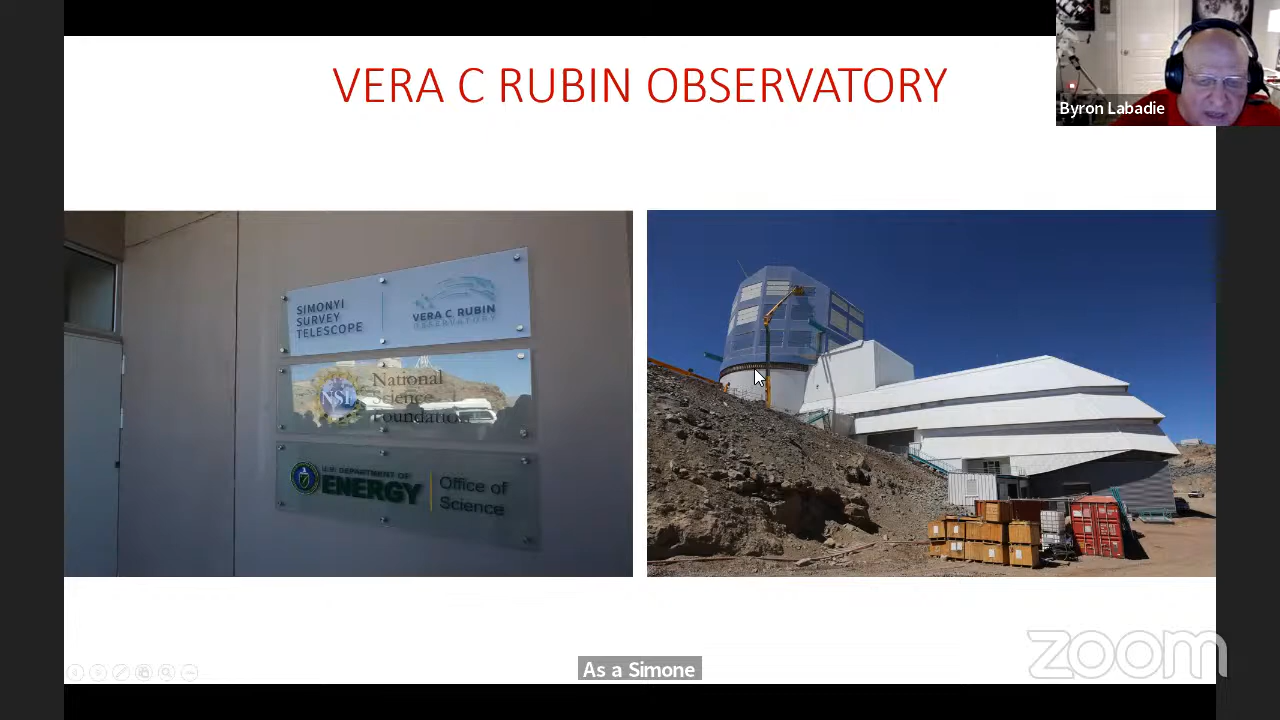 VERA C RUBIN OBSERVATORY
Byron Labadie
SIMONYI
SURVEY
TELESCOPE
VERA C RUBIN
OBSERVATORY
NSF
National
Science
Foundation
U.S. DEPARTMENT OF
ENERGY
Office of
Science
zoom
As a Simone